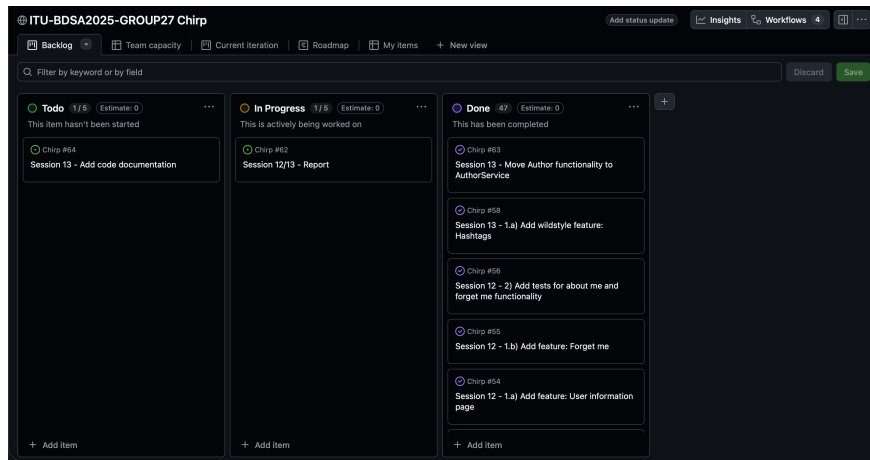 ITU-BDSA2025-GROUP27 Chirp
Add status update
Insights
Workflows 4
Backlog
Team capacity
Current iteration
Roadmap
My items
+ New view
Filter by keyword or by field
Discard
Save
Todo 1 / 5 Estimate: 0
This item hasn't been started
Chirp #64
Session 13 - Add code documentation
+ Add item
In Progress 1 / 5 Estimate: 0
This is actively being worked on
Chirp #62
Session 12/13 - Report
+ Add item
Done 47 Estimate: 0
This has been completed
Chirp #63
Session 13 - Move Author functionality to
AuthorService
Chirp #58
Session 13 - 1.a) Add wildstyle feature:
Hashtags
Chirp #56
Session 12 - 2) Add tests for about me and
forget me functionality
Chirp #55
Session 12 - 1.b) Add feature: Forget me
Chirp #54
Session 12 - 1.a) Add feature: User information
page
+ Add item